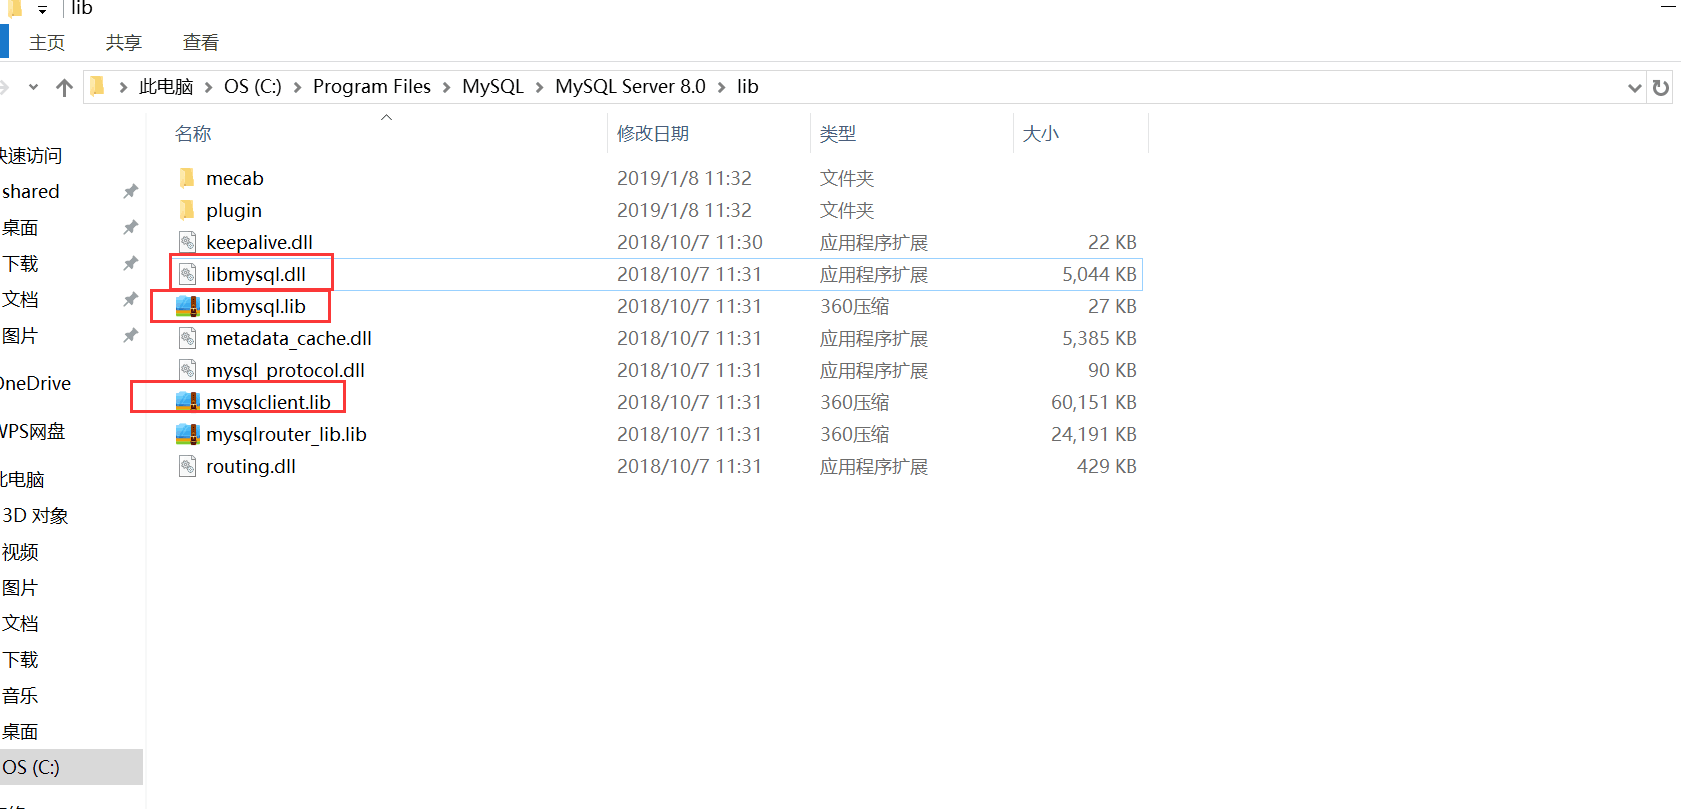 lib
主页 共享 查看
此电脑 OS (C:) Program Files MySQL MySQL Server 8.0 lib
名称 修改日期 类型 大小
快速访问
shared
桌面
下载
文档
图片
OneDrive
WPS网盘
此电脑
3D 对象
视频
图片
文档
下载
音乐
桌面
OS (C:)
mecab 2019/1/8 11:32 文件夹
plugin 2019/1/8 11:32 文件夹
keepalive.dll 2018/10/7 11:30 应用程序扩展 22 KB
libmysql.dll 2018/10/7 11:31 应用程序扩展 5,044 KB
libmysql.lib 2018/10/7 11:31 360压缩 27 KB
metadata_cache.dll 2018/10/7 11:31 应用程序扩展 5,385 KB
mysql_protocol.dll 2018/10/7 11:31 应用程序扩展 90 KB
mysqlclient.lib 2018/10/7 11:31 360压缩 60,151 KB
mysqlrouter_lib.lib 2018/10/7 11:31 360压缩 24,191 KB
routing.dll 2018/10/7 11:31 应用程序扩展 429 KB